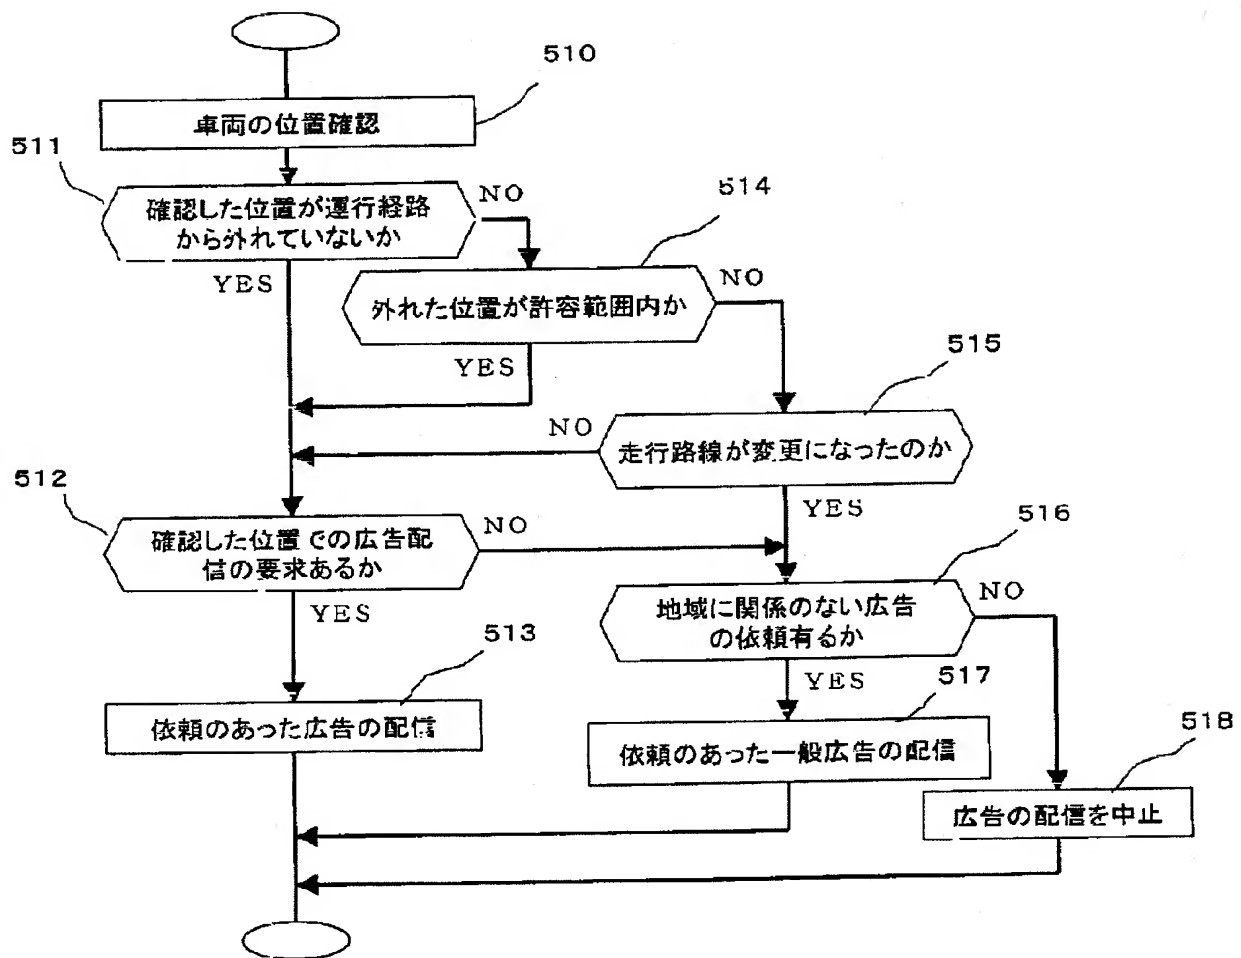 510
車両の位置確認
511
確認した位置が運行経路
から外れていないか
NO
514
YES
外れた位置が許容範囲内か
NO
YES
515
NO
走行路線が変更になったのか
512
YES
確認した位置での広告配
信の要求あるか
NO
516
YES
地域に関係のない広告
の依頼有るか
NO
513
YES
517
依頼のあった広告の配信
依頼のあった一般広告の配信
518
広告の配信を中止